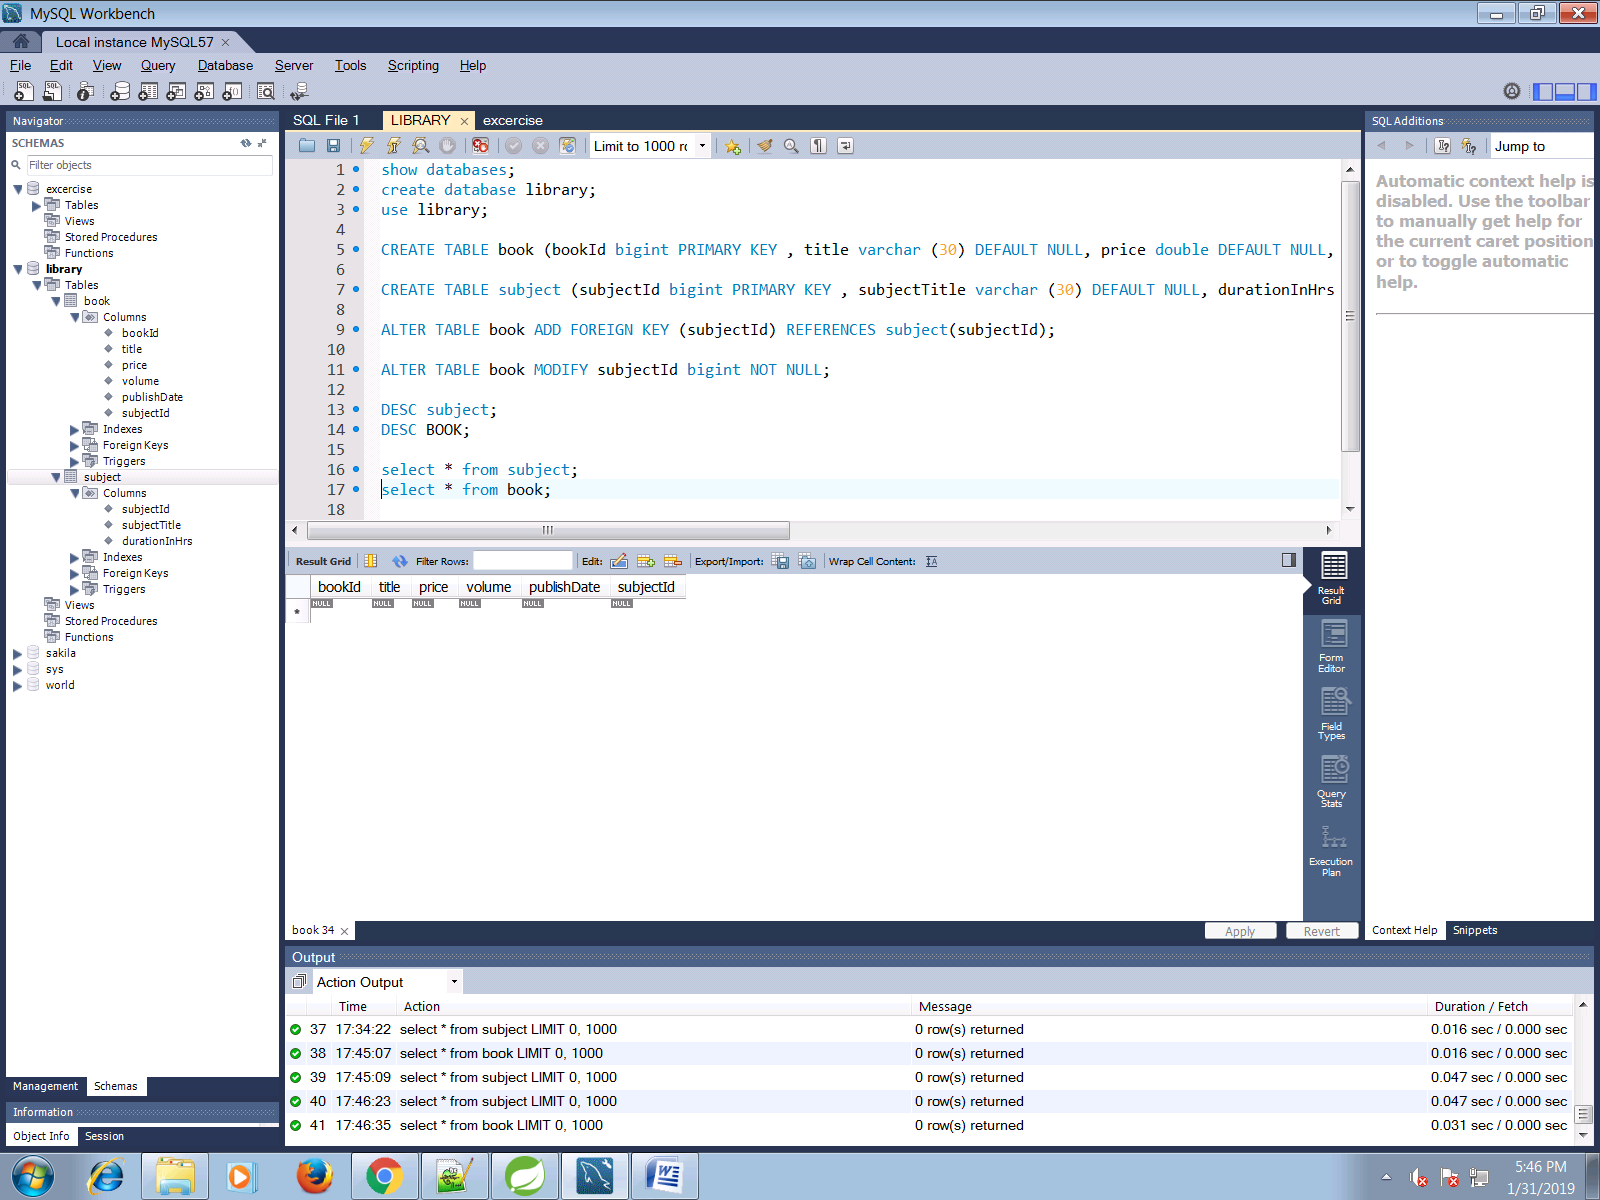 MySQL Workbench
Local instance MySQL57
File Edit View Query Database Server Tools Scripting Help
Navigator
SCHEMAS
Filter objects
excercise
Tables
Views
Stored Procedures
Functions
library
Tables
book
Columns
bookId
title
price
volume
publishDate
subjectId
Indexes
Foreign Keys
Triggers
subject
Columns
subjectId
subjectTitle
durationInHrs
Indexes
Foreign Keys
Triggers
Views
Stored Procedures
Functions
sakila
sys
world
Management Schemas
Information
Object Info Session
SQL File 1 LIBRARY excercise
Limit to 1000 r
1 show databases;
2 create database library;
3 use library;
4
5 CREATE TABLE book (bookId bigint PRIMARY KEY , title varchar (30) DEFAULT NULL, price double DEFAULT NULL,
6
7 CREATE TABLE subject (subjectId bigint PRIMARY KEY , subjectTitle varchar (30) DEFAULT NULL, durationInHrs
8
9 ALTER TABLE book ADD FOREIGN KEY (subjectId) REFERENCES subject(subjectId);
10
11 ALTER TABLE book MODIFY subjectId bigint NOT NULL;
12
13 DESC subject;
14 DESC BOOK;
15
16 select * from subject;
17 select * from book;
18
Result Grid Filter Rows: Edit: Export/Import: Wrap Cell Content:
bookId title price volume publishDate subjectId
* NULL NULL NULL NULL NULL NULL
Result
Grid
Form
Editor
Field
Types
Query
Stats
Execution
Plan
book 34
Apply Revert
SQL Additions
Jump to
Automatic context help is
disabled. Use the toolbar
to manually get help for
the current caret position
or to toggle automatic
help.
Context Help Snippets
Output
Action Output
Time Action Message Duration / Fetch
37 17:34:22 select * from subject LIMIT 0, 1000 0 row(s) returned 0.016 sec / 0.000 sec
38 17:45:07 select * from book LIMIT 0, 1000 0 row(s) returned 0.016 sec / 0.000 sec
39 17:45:09 select * from subject LIMIT 0, 1000 0 row(s) returned 0.047 sec / 0.000 sec
40 17:46:23 select * from subject LIMIT 0, 1000 0 row(s) returned 0.047 sec / 0.000 sec
41 17:46:35 select * from book LIMIT 0, 1000 0 row(s) returned 0.031 sec / 0.000 sec
5:46 PM
1/31/2019